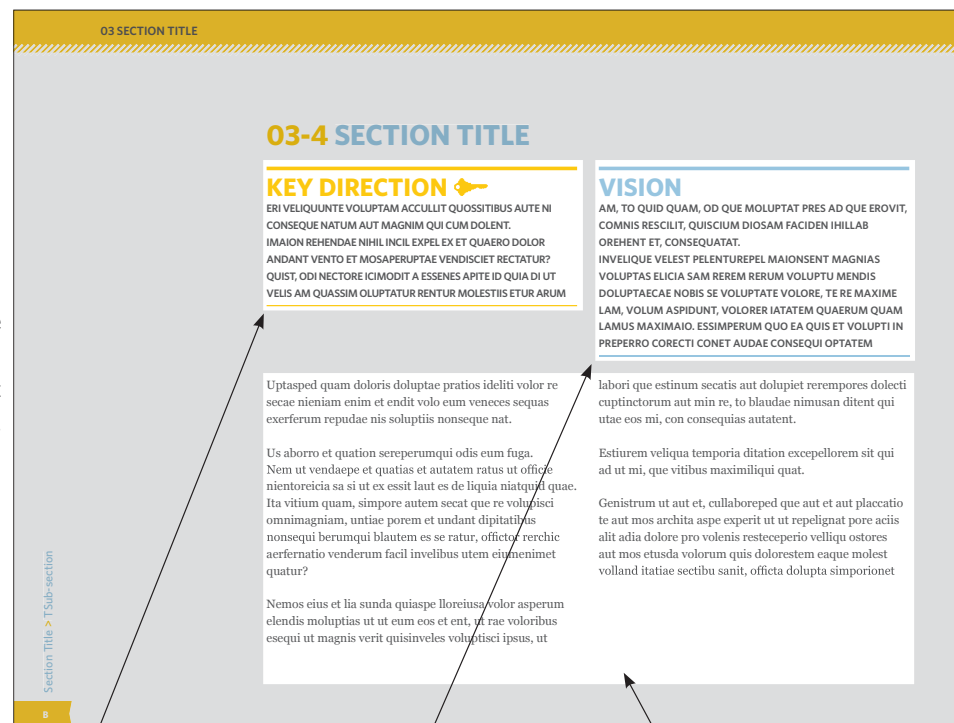 03 SECTION TITLE
03-4 SECTION TITLE
KEY DIRECTION
ERI VELIQUUNTE VOLUPTAM ACCULLIT QUOSSITIBUS AUTE NI
CONSEQUE NATUM AUT MAGNIM QUI CUM DOLENT.
IMAION REHENDAE NIHIL INCIL EXPEL EX ET QUAERO DOLOR
ANDANT VENTO ET MOSAPERUPTAE VENDISCIET RECTATUR?
QUIST, ODI NECTORE ICIMODIT A ESSENES APITE ID QUIA DI UT
VELIS AM QUASSIM OLUPTATUR RENTUR MOLESTIIS ETUR ARUM
VISION
AM, TO QUID QUAM, OD QUE MOLUPTAT PRES AD QUE EROVIT,
COMNIS RESCILIT, QUISCIUM DIOSAM FACIDEN IHILLAB
OREHENT ET, CONSEQUATAT.
INVELIQUE VELEST PELENTUREPEL MAIONSENT MAGNIAS
VOLUPTAS ELICIA SAM REREM RERUM VOLUPTU MENDIS
DOLUPTAECAE NOBIS SE VOLUPTATE VOLORE, TE RE MAXIME
LAM, VOLUM ASPIDUNT, VOLORER IATATEM QUAERUM QUAM
LAMUS MAXIMAIO. ESSIMPERUM QUO EA QUIS ET VOLUPTI IN
PREPERRO CORECTI CONET AUDAE CONSEQUI OPTATEM
Uptasped quam doloris doluptae pratios ideliti volor re
secae nieniam enim et endit volo eum veneces sequas
exerferum repudae nis soluptiis nonseque nat.
Us aborro et quation sereperumqui odis eum fuga.
Nem ut vendaepe et quatias et autatem ratus ut officie
nientoreicia sa si ut ex essit laut es de liquia niatquid quae.
Ita vitium quam, simpore autem secat que re volupisci
omnimagniam, untiae porem et undant dipitatibus
nonsequi berumqui blautem es se ratur, offictor rerchic
aerfernatio venderum facil invelibus utem eiumenimet
quatur?
Nemos eius et lia sunda quiaspe lloreiusa volor asperum
elendis moluptias ut ut eum eos et ent, ut rae voloribus
esequi ut magnis verit quisinveles voluptisci ipsus, ut
labori que estinum secatis aut dolupiet rerempores dolecti
cuptinctorum aut min re, to blaudae nimusan ditent qui
utae eos mi, con consequias autatent.
Estiurem veliqua temporia ditation excepellorem sit qui
ad ut mi, que vitibus maximiliqui quat.
Genistrum ut aut et, cullaboreped que aut et aut placcatio
te aut mos archita aspe experit ut ut repelignat pore aciis
alit adia dolore pro volenis resteceperio velliqu ostores
aut mos etusda volorum quis dolorestem eaque molest
volland itatiae sectibu sanit, officta dolupta simporionet
Section Title > TSub-section
8